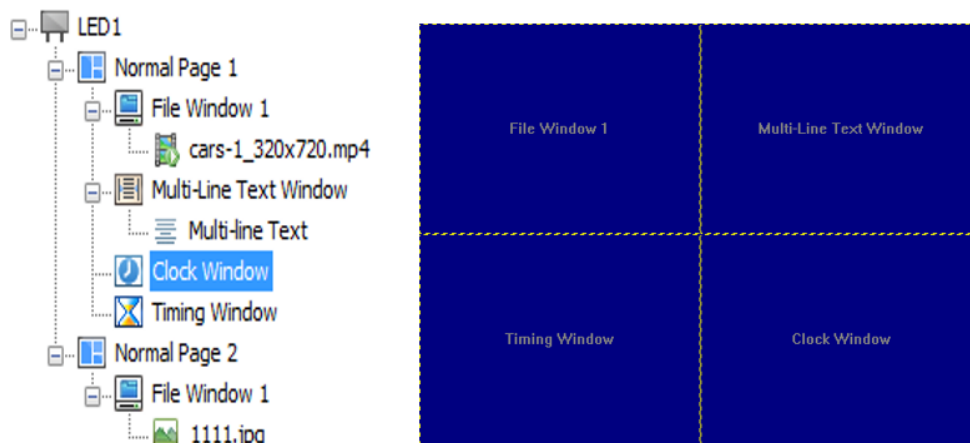 LED1
Normal Page 1
File Window 1
cars-1_320x720.mp4
Multi-Line Text Window
Multi-line Text
Clock Window
Timing Window
Normal Page 2
File Window 1
1111.jpg
File Window 1
Multi-Line Text Window
Timing Window
Clock Window